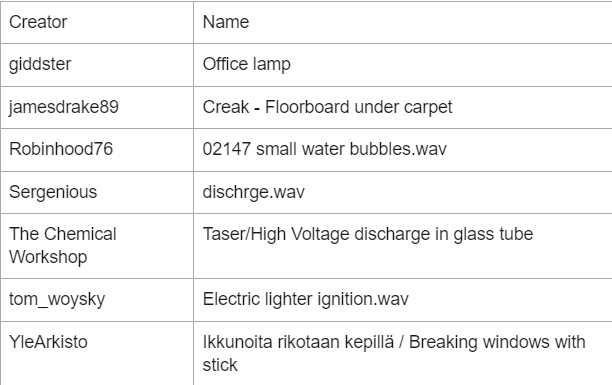 Creator Name
giddster Office lamp
jamesdrake89 Creak - Floorboard under carpet
Robinhood76 02147 small water bubbles.wav
Sergenious dischrge.wav
The Chemical Workshop Taser/High Voltage discharge in glass tube
tom_woysky Electric lighter ignition.wav
YleArkisto Ikkunoita rikotaan kepillä / Breaking windows with
stick